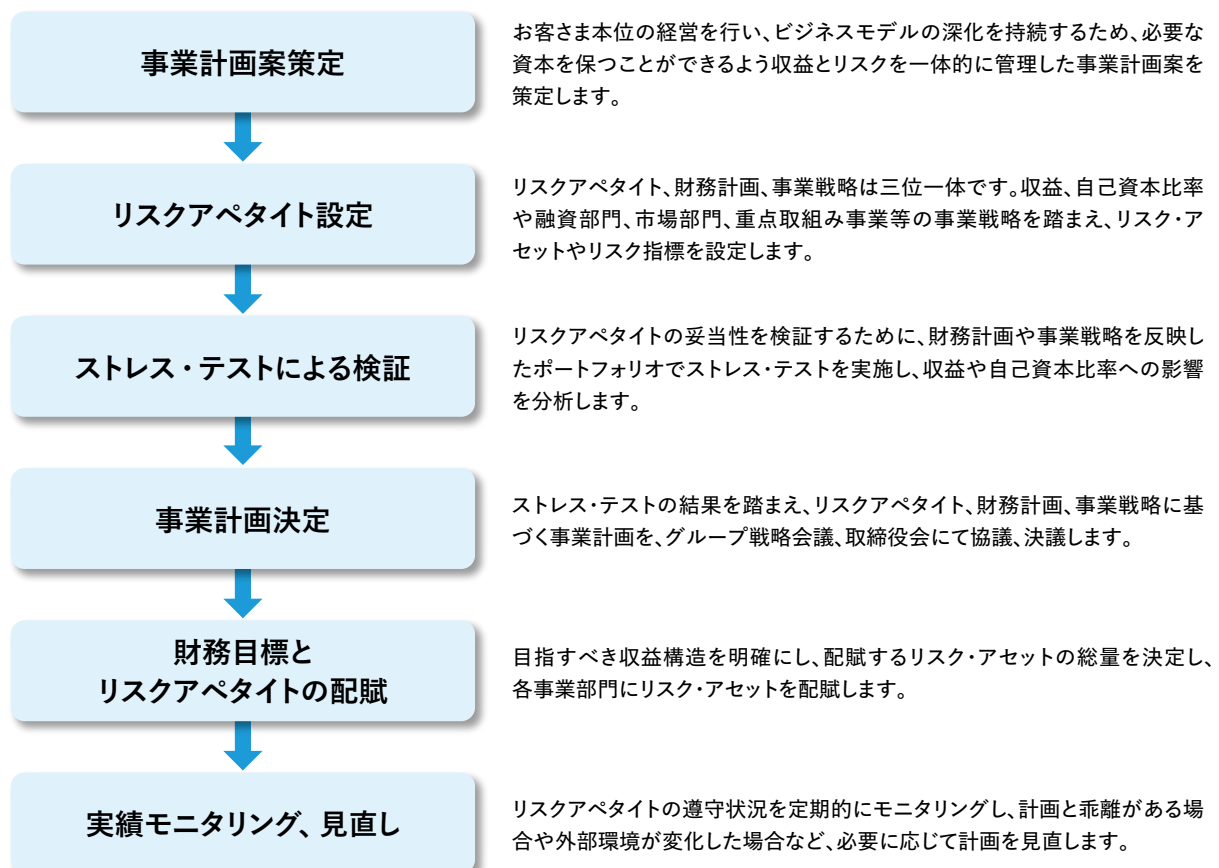 事業計画案策定
お客さま本位の経営を行い、ビジネスモデルの深化を持続するため、必要な
資本を保つことができるよう収益とリスクを一体的に管理した事業計画案を
策定します。
リスクアペタイト設定
リスクアペタイト、財務計画、事業戦略は三位一体です。収益、自己資本比率
や融資部門、市場部門、重点取組み事業等の事業戦略を踏まえ、リスク・ア
セットやリスク指標を設定します。
ストレス・テストによる検証
リスクアペタイトの妥当性を検証するために、財務計画や事業戦略を反映し
たポートフォリオでストレス・テストを実施し、収益や自己資本比率への影響
を分析します。
事業計画決定
ストレス・テストの結果を踏まえ、リスクアペタイト、財務計画、事業戦略に基
づく事業計画を、グループ戦略会議、取締役会にて協議、決議します。
財務目標と
リスクアペタイトの配賦
目指すべき収益構造を明確にし、配賦するリスク・アセットの総量を決定し、
各事業部門にリスク・アセットを配賦します。
実績モニタリング、見直し
リスクアペタイトの遵守状況を定期的にモニタリングし、計画と乖離がある場
合や外部環境が変化した場合など、必要に応じて計画を見直します。